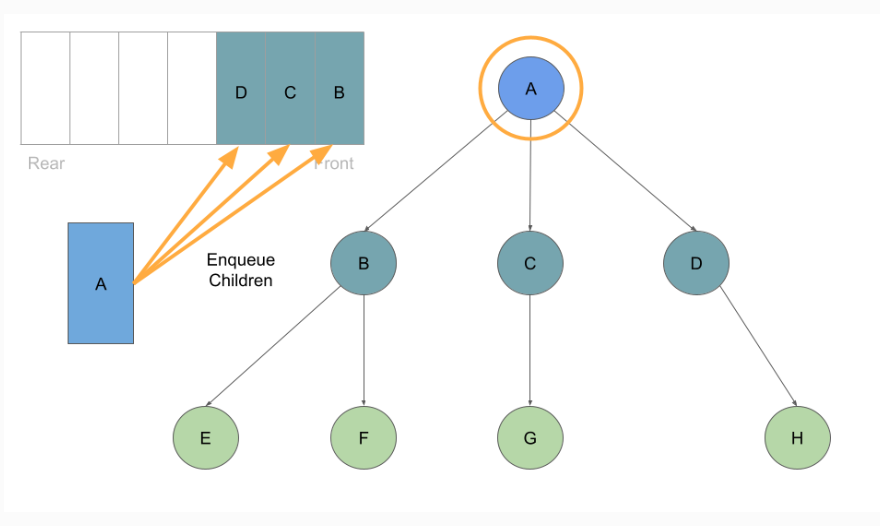 D C B
Rear Front
A
Enqueue
Children
A
B C D
E F G H